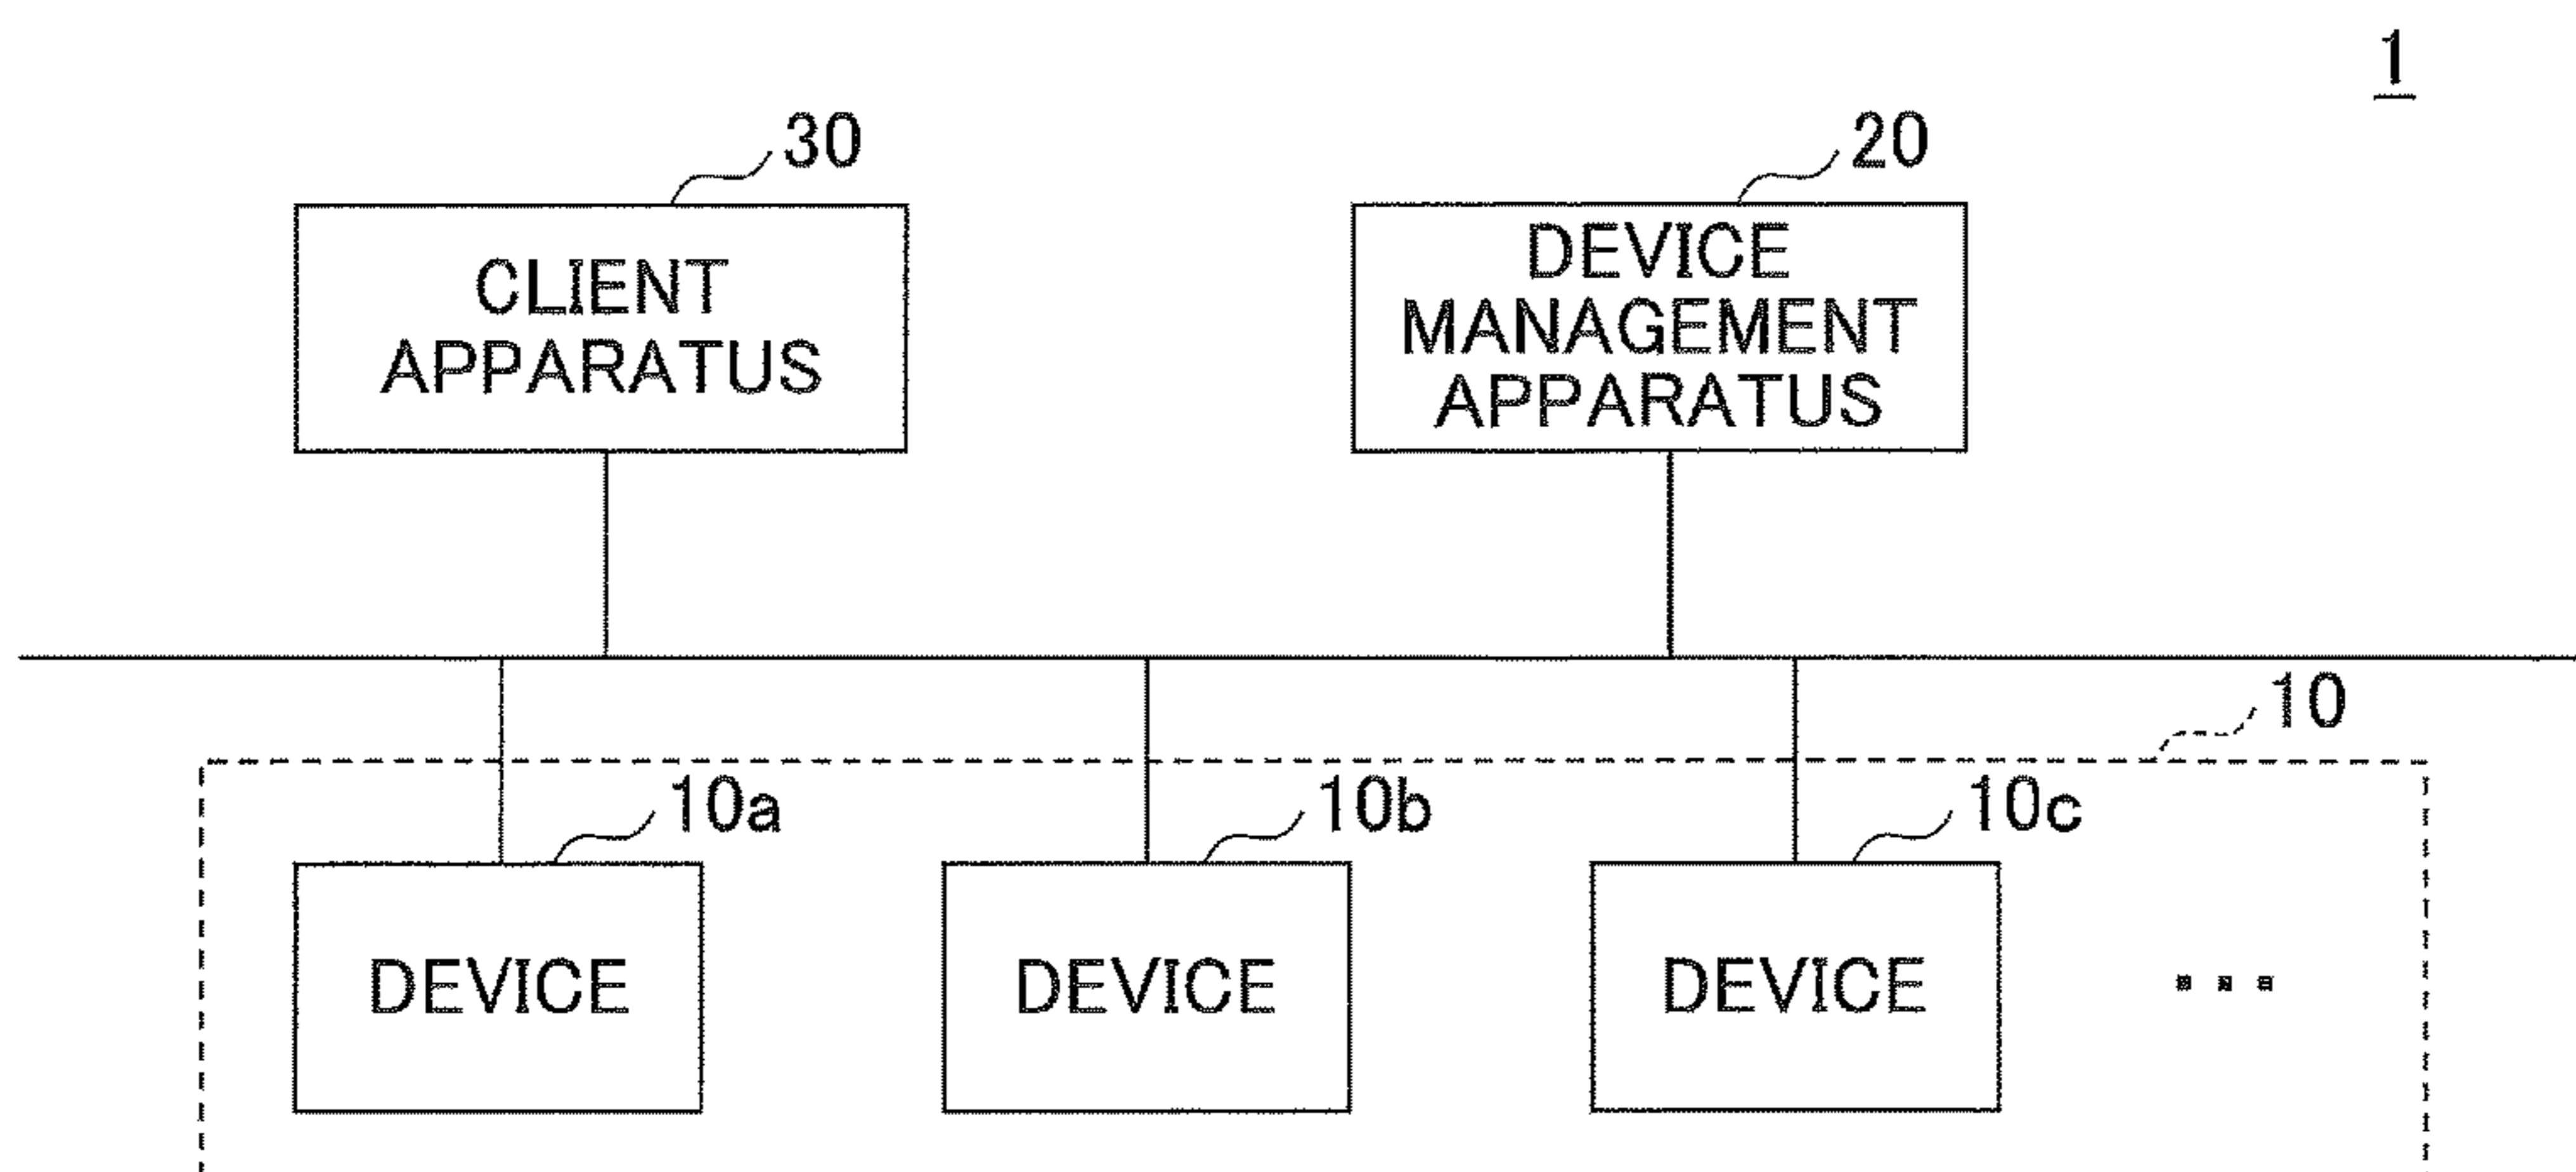 1
30
20
CLIENT
APPARATUS
DEVICE
MANAGEMENT
APPARATUS
10
10a
10b
10c
DEVICE
DEVICE
DEVICE
...